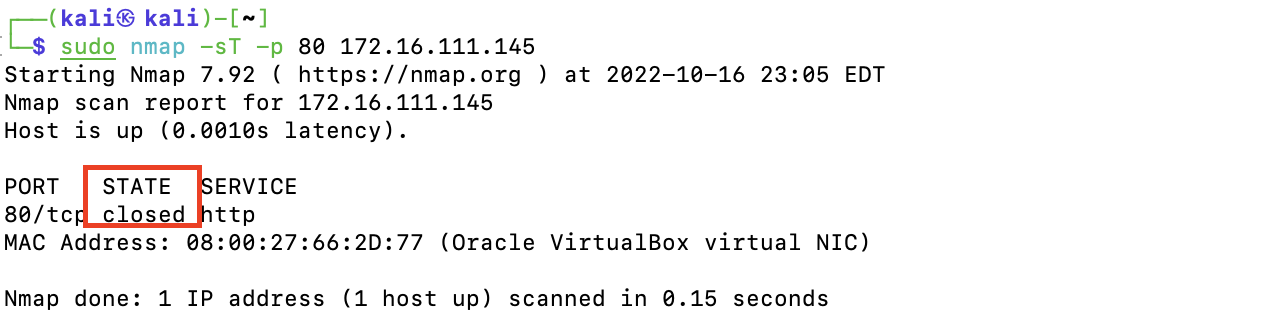 ┌──(kali㉿kali)-[~]
└─$ sudo nmap -sT -p 80 172.16.111.145
Starting Nmap 7.92 ( https://nmap.org ) at 2022-10-16 23:05 EDT
Nmap scan report for 172.16.111.145
Host is up (0.0010s latency).
PORT   STATE  SERVICE
80/tcp closed http
MAC Address: 08:00:27:66:2D:77 (Oracle VirtualBox virtual NIC)
Nmap done: 1 IP address (1 host up) scanned in 0.15 seconds